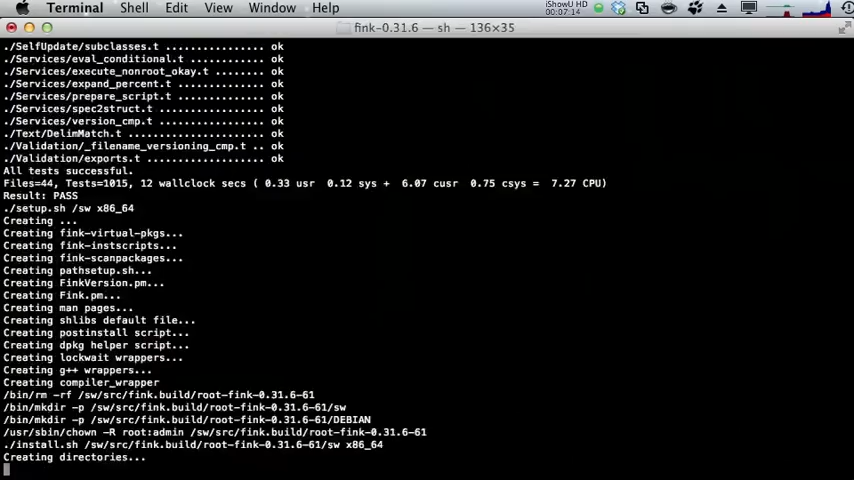 Terminal Shell Edit View Window Help
iShowU HD
00:07:14
fink-0.31.6 — sh — 136×35
./SelfUpdate/subclasses.t ................ ok
./Services/eval_conditional.t ............ ok
./Services/execute_nonroot_okay.t ........ ok
./Services/expand_percent.t .............. ok
./Services/prepare_script.t .............. ok
./Services/spec2struct.t ................. ok
./Services/version_cmp.t ................. ok
./Text/DelimMatch.t ...................... ok
./Validation/_filename_versioning_cmp.t .. ok
./Validation/exports.t ................... ok
All tests successful.
Files=44, Tests=1015, 12 wallclock secs ( 0.33 usr  0.12 sys +  6.07 cusr  0.75 csys =  7.27 CPU)
Result: PASS
./setup.sh /sw x86_64
Creating ...
Creating fink-virtual-pkgs...
Creating fink-instscripts...
Creating fink-scanpackages...
Creating pathsetup.sh...
Creating FinkVersion.pm...
Creating Fink.pm...
Creating man pages...
Creating shlibs default file...
Creating postinstall script...
Creating dpkg helper script...
Creating lockwait wrappers...
Creating g++ wrappers...
Creating compiler_wrapper
/bin/rm -rf /sw/src/fink.build/root-fink-0.31.6-61
/bin/mkdir -p /sw/src/fink.build/root-fink-0.31.6-61/sw
/bin/mkdir -p /sw/src/fink.build/root-fink-0.31.6-61/DEBIAN
/usr/sbin/chown -R root:admin /sw/src/fink.build/root-fink-0.31.6-61
./install.sh /sw/src/fink.build/root-fink-0.31.6-61/sw x86_64
Creating directories...